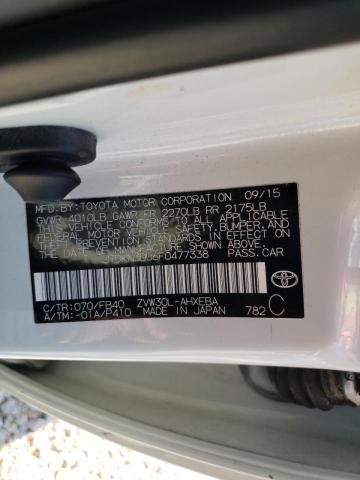 MFD.BY:TOYOTA MOTOR CORPORATION 09/15
GVWR 4010LB GAWR FR 2270LB RR 2175LB
THIS VEHICLE CONFORMS TO ALL APPLICABLE
FEDERAL MOTOR VEHICLE SAFETY, BUMPER, AND
THEFT PREVENTION STANDARDS IN EFFECT ON
THE DATE OF MANUFACTURE SHOWN ABOVE.
F0477338 PASS.CAR
C/TR:070/FB40 ZVW30L-AHXEBA
A/TM:-01A/P410 MADE IN JAPAN 782 C